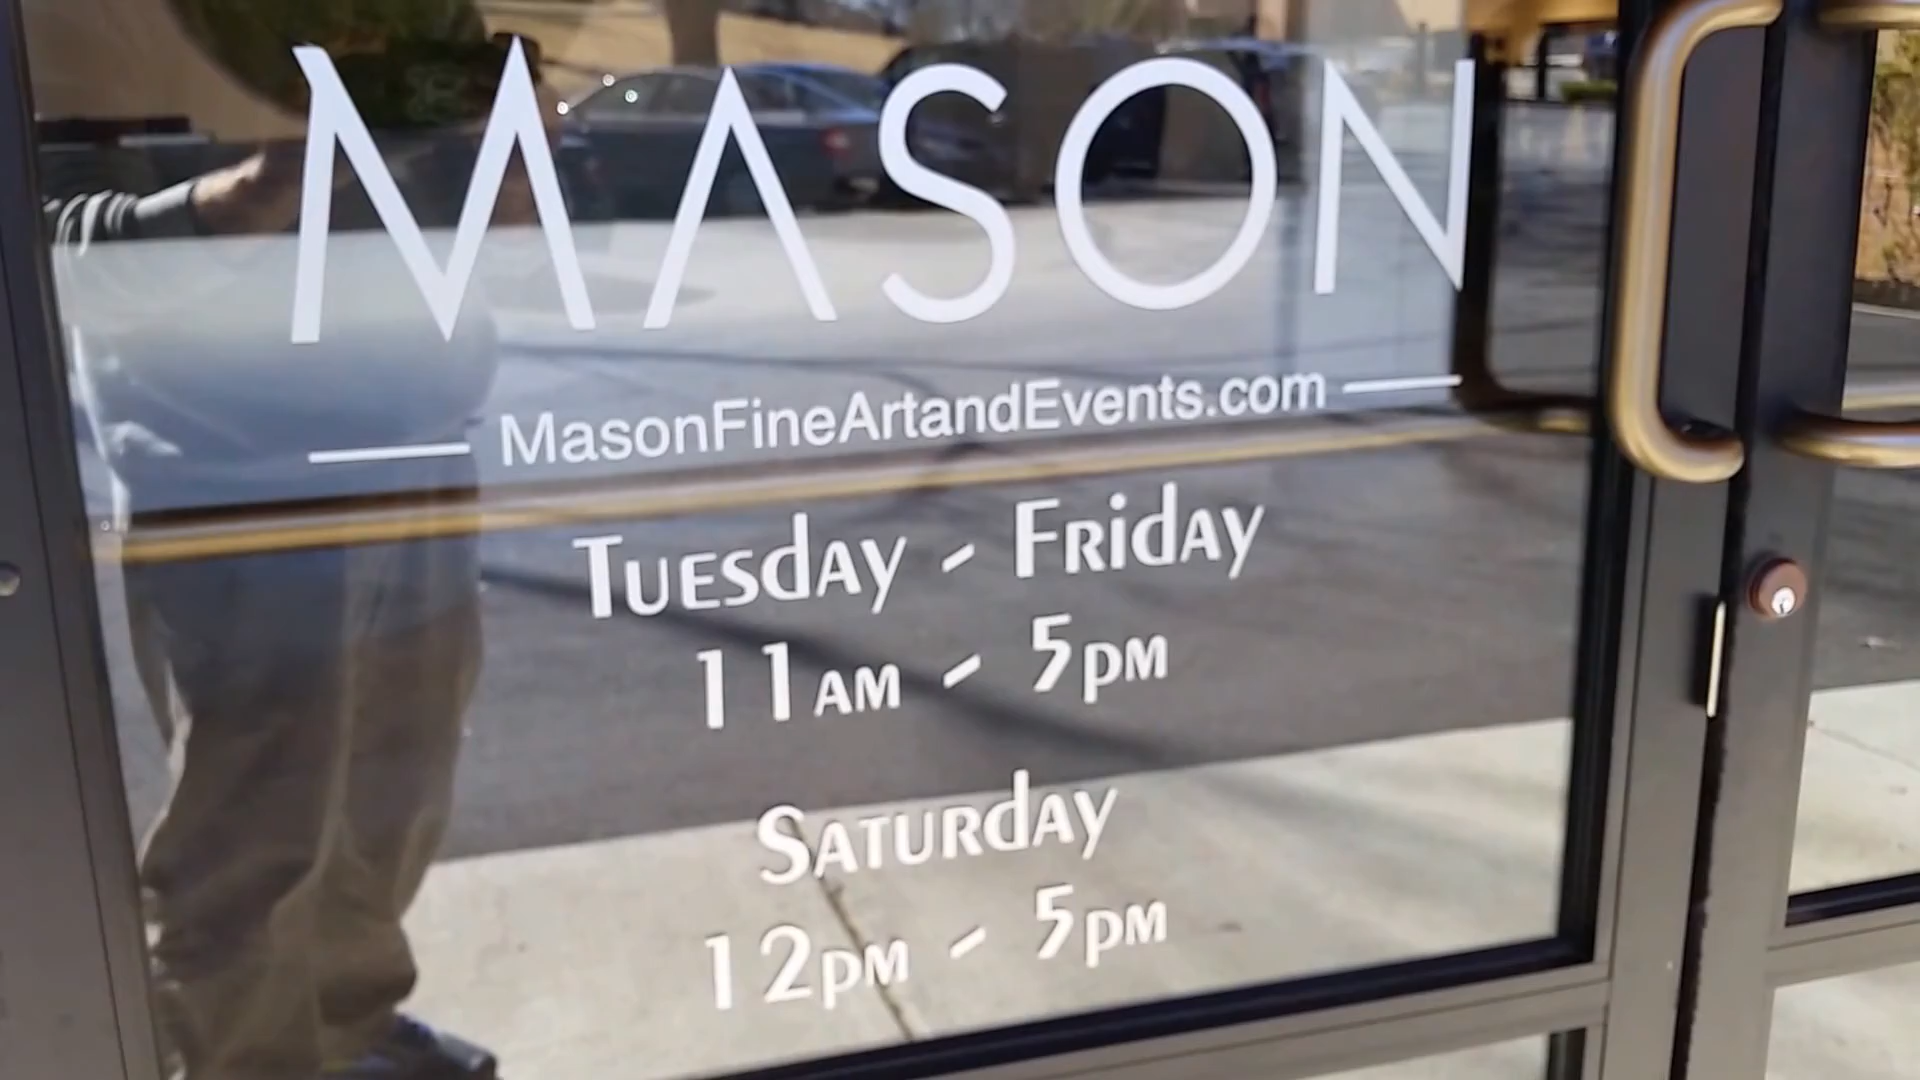 MASON
MasonFineArtandEvents.com
Tuesday - Friday
11am - 5pm
Saturday
12pm - 5pm